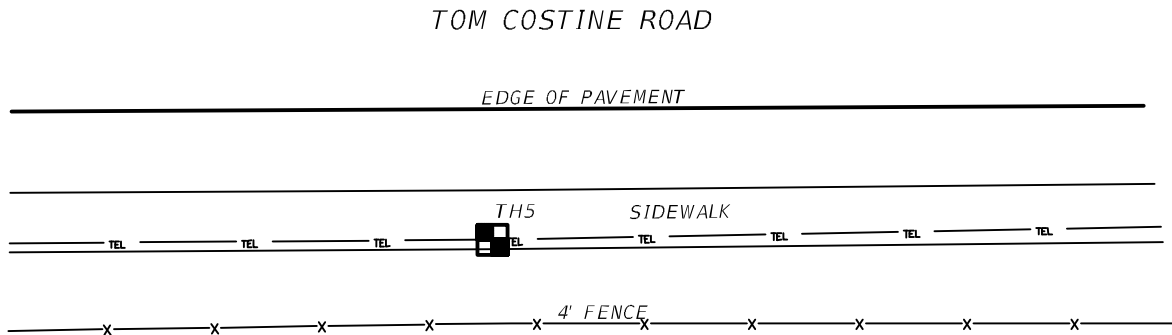 TOM COSTINE ROAD
EDGE OF PAVEMENT
TH5 SIDEWALK
TEL TEL TEL TEL TEL TEL TEL TEL
4' FENCE
X X X X X X X X X X